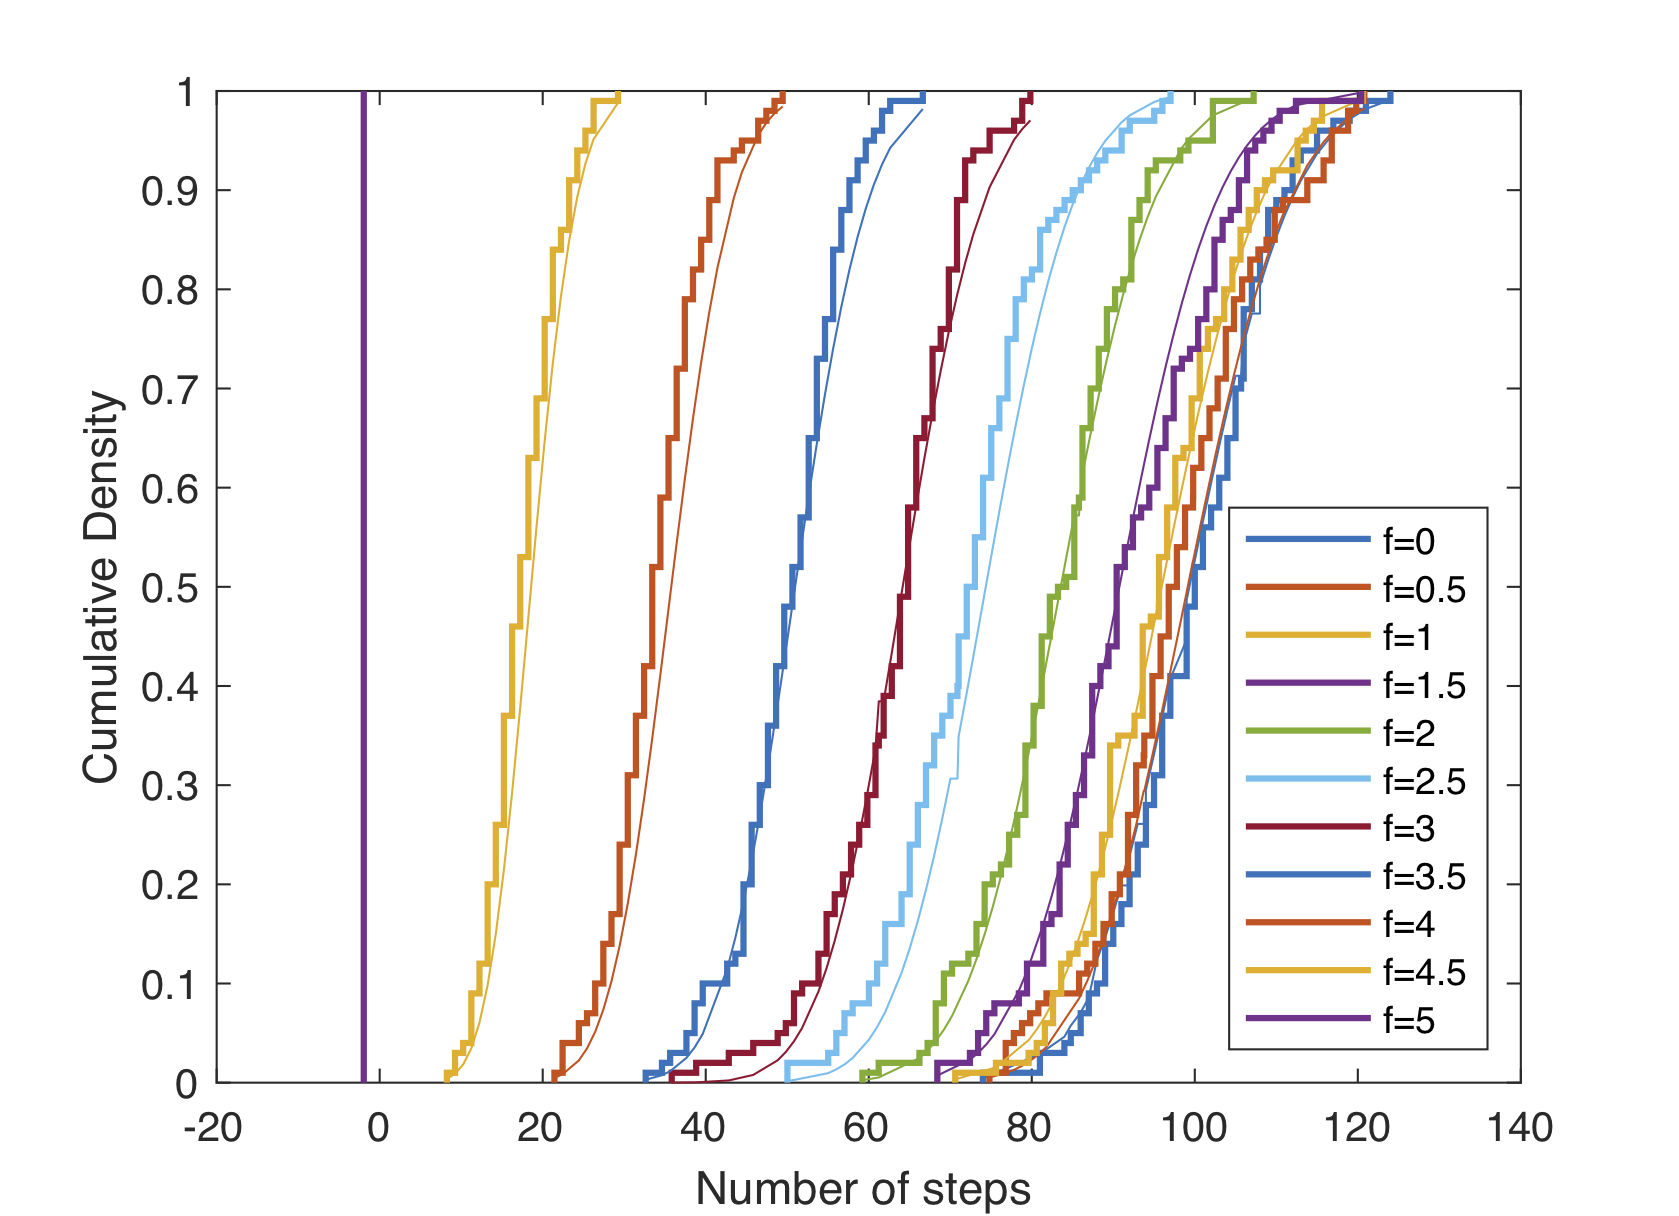 1
0.9
0.8
0.7
0.6
0.5
0.4
0.3
0.2
0.1
0
Cumulative Density
f=0
f=0.5
f=1
f=1.5
f=2
f=2.5
f=3
f=3.5
f=4
f=4.5
f=5
-20 0 20 40 60 80 100 120 140
Number of steps